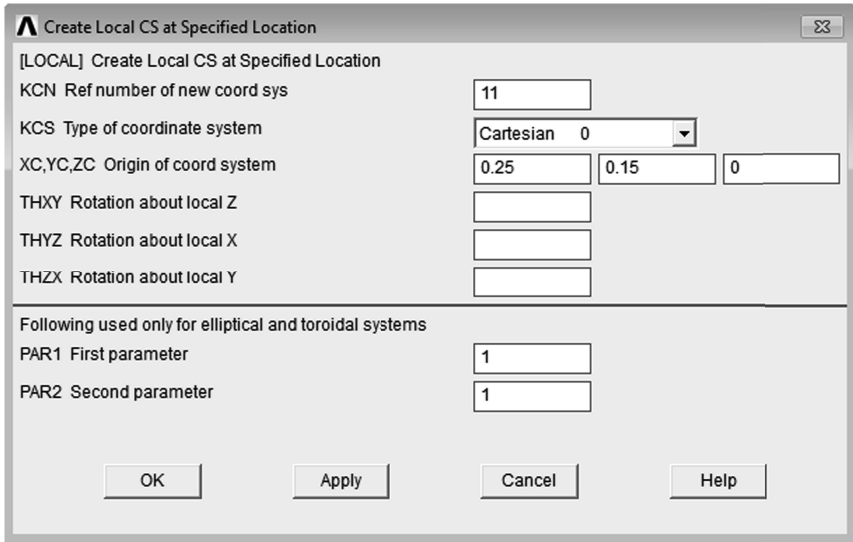 Create Local CS at Specified Location
[LOCAL] Create Local CS at Specified Location
KCN Ref number of new coord sys 11
KCS Type of coordinate system Cartesian 0
XC,YC,ZC Origin of coord system 0.25 0.15 0
THXY Rotation about local Z
THYZ Rotation about local X
THZX Rotation about local Y
Following used only for elliptical and toroidal systems
PAR1 First parameter 1
PAR2 Second parameter 1
OK Apply Cancel Help